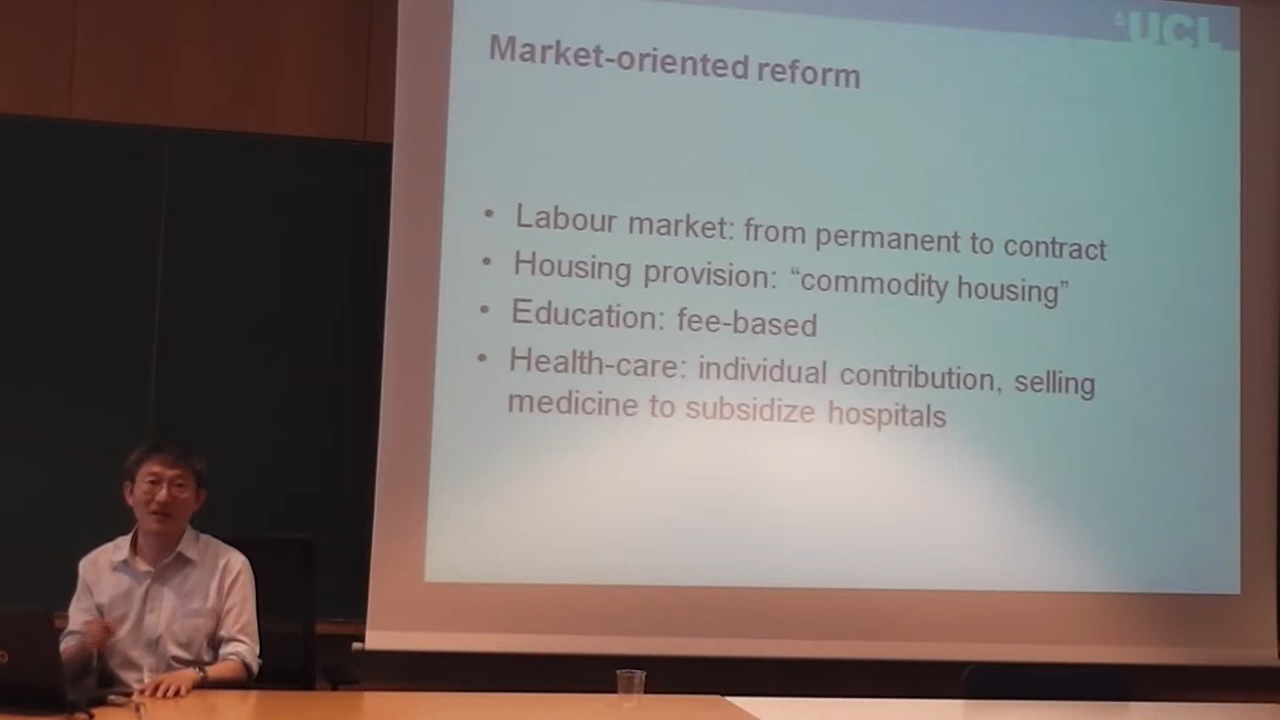 UCL
Market-oriented reform
• Labour market: from permanent to contract
• Housing provision: “commodity housing”
• Education: fee-based
• Health-care: individual contribution, selling
medicine to subsidize hospitals